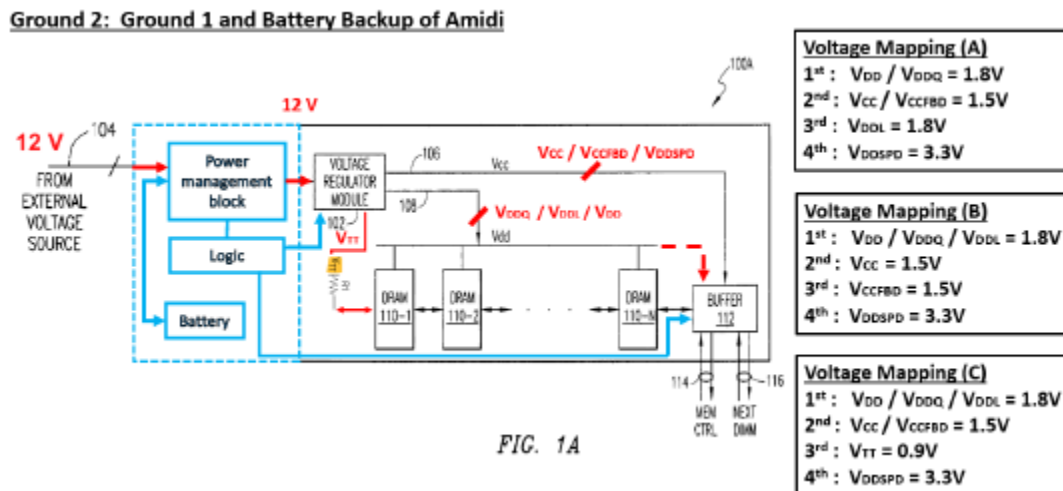 Ground 2: Ground 1 and Battery Backup of Amidi
100A
12 V
104
12 V
FROM
EXTERNAL
VOLTAGE
SOURCE
Power
management
block
Logic
Battery
VOLTAGE
REGULATOR
MODULE
102
106
Vcc
VCC / VCCFBD / VDDSPD
108
VDDQ / VDDL / VDD
Vdd
VTT
DRAM
110-1
DRAM
110-2
DRAM
110-N
BUFFER
112
114
116
MEM
CTRL
NEXT
DIMM
FIG. 1A
Voltage Mapping (A)
1st : VDD / VDDQ = 1.8V
2nd : VCC / VCCFBD = 1.5V
3rd : VDDL = 1.8V
4th : VDDSPD = 3.3V
Voltage Mapping (B)
1st : VDD / VDDQ / VDDL = 1.8V
2nd : VCC = 1.5V
3rd : VCCFBD = 1.5V
4th : VDDSPD = 3.3V
Voltage Mapping (C)
1st : VDD / VDDQ / VDDL = 1.8V
2nd : VCC / VCCFBD = 1.5V
3rd : VTT = 0.9V
4th : VDDSPD = 3.3V